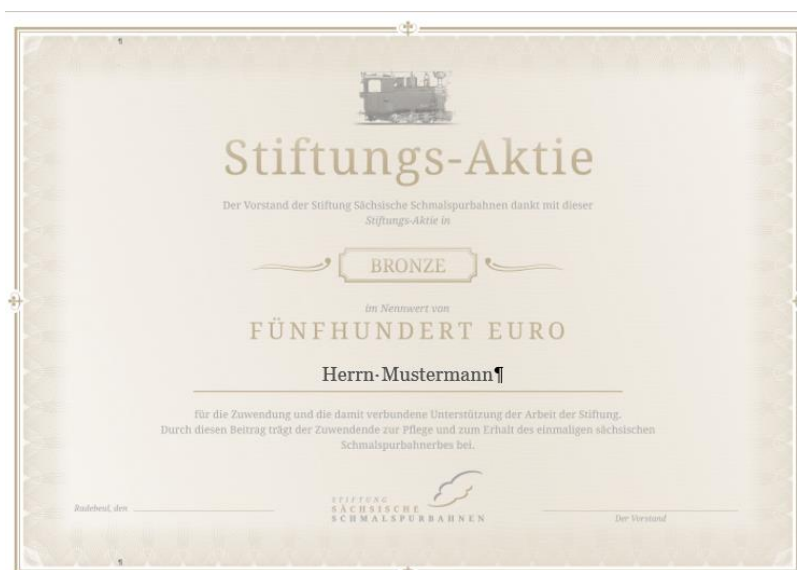 Stiftungs-Aktie
Der Vorstand der Stiftung Sächsische Schmalspurbahnen dankt mit dieser
Stiftungs-Aktie in
BRONZE
im Nennwert von
FÜNFHUNDERT EURO
Herrn·Mustermann¶
für die Zuwendung und die damit verbundene Unterstützung der Arbeit der Stiftung.
Durch diesen Beitrag trägt der Zuwendende zur Pflege und zum Erhalt des einmaligen sächsischen
Schmalspurbahnerbes bei.
STIFTUNG
SÄCHSISCHE
SCHMALSPURBAHNEN
Radebeul, den
Der Vorstand